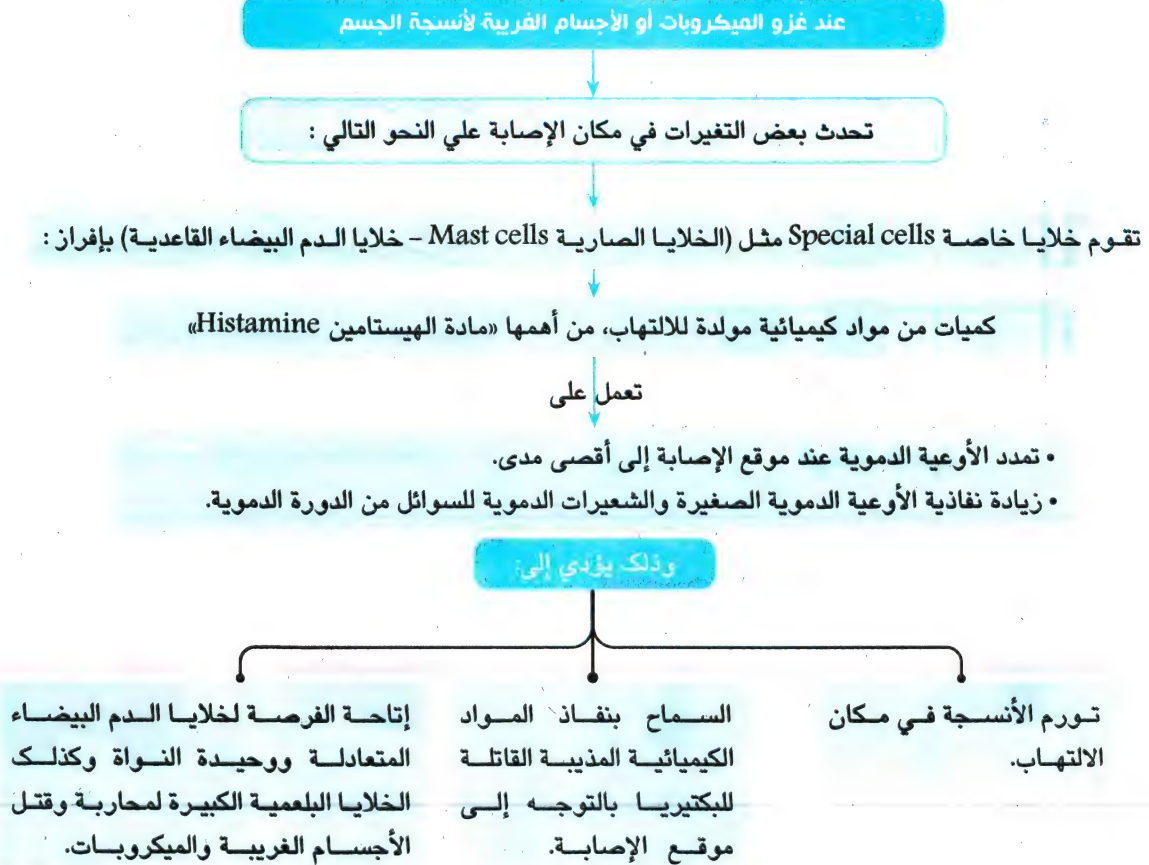 عند غزو الميكروبات أو الأجسام الغريبة لأنسجة الجسم
تحدث بعض التغيرات في مكان الإصابة علي النحو التالي :
تقوم خلايا خاصة Special cells مثل (الخلايا الصارية Mast cells – خلايا الدم البيضاء القاعدية) بإفراز :
كميات من مواد كيميائية مولدة للالتهاب، من أهمها «مادة الهيستامين Histamine»
تعمل على
• تمدد الأوعية الدموية عند موقع الإصابة إلى أقصى مدى.
• زيادة نفاذية الأوعية الدموية الصغيرة والشعيرات الدموية للسوائل من الدورة الدموية.
وذلك يؤدي إلى:
تورم الأنسجة في مكان
الالتهاب.
السماح بنفاذ المواد
الكيميائية المذيبة القاتلة
للبكتيريا بالتوجه إلى
موقع الإصابة.
إتاحة الفرصة لخلايا الدم البيضاء
المتعادلة ووحيدة النواة وكذلك
الخلايا البلعمية الكبيرة لمحاربة وقتل
الأجسام الغريبة والميكروبات.